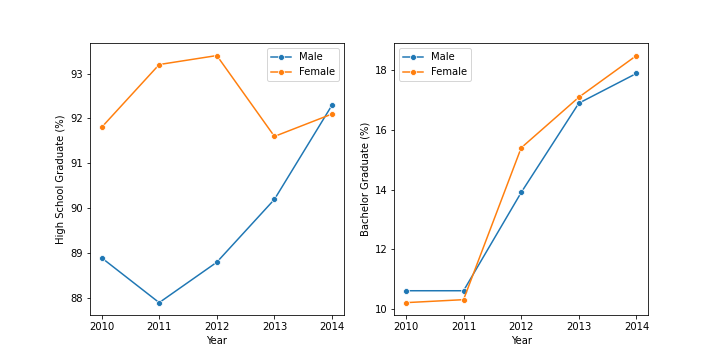 High School Graduate (%)
93
92
91
90
89
88
Male
Female
2010 2011 2012 2013 2014
Year
Bachelor Graduate (%)
18
16
14
12
10
Male
Female
2010 2011 2012 2013 2014
Year